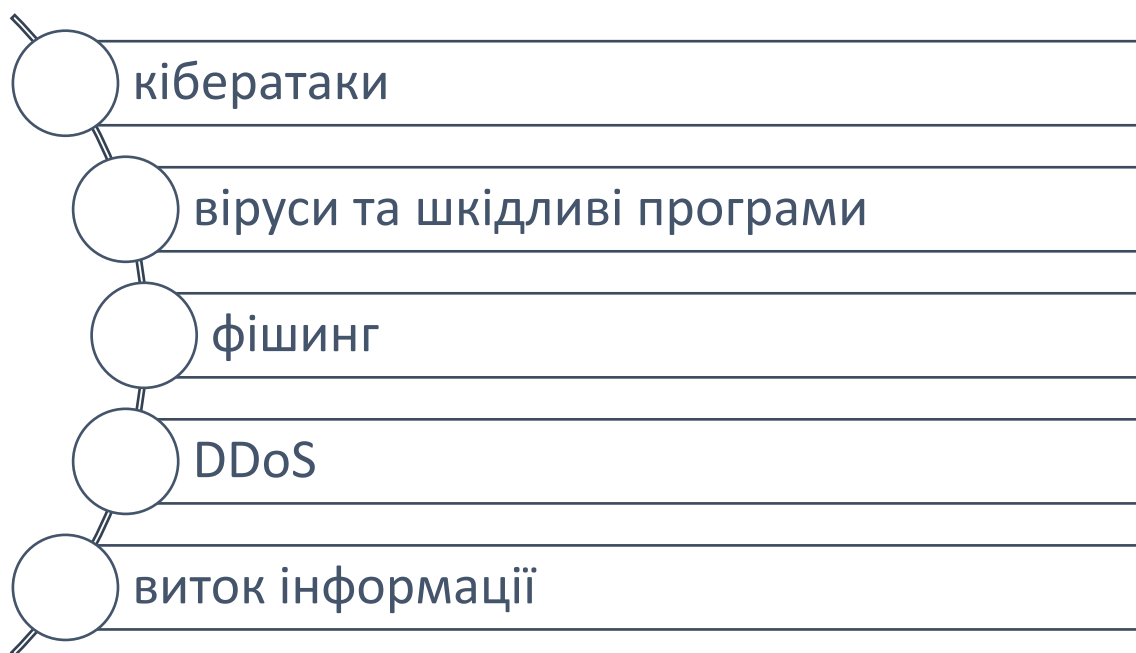 кібератаки
віруси та шкідливі програми
фішинг
DDoS
виток інформації